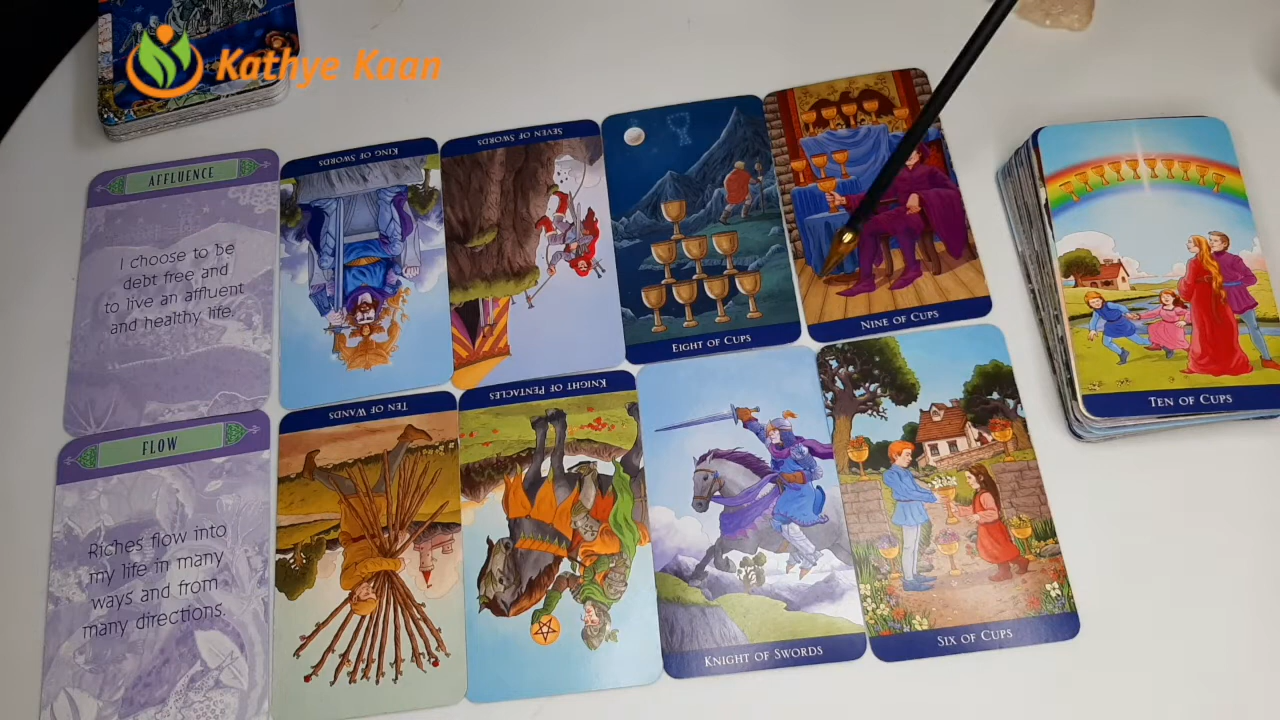 Kathye Kaan
AFFLUENCE
I choose to be
debt free and
to live an affluent
and healthy life.
KING OF SWORDS
SEVEN OF SWORDS
EIGHT OF CUPS
NINE OF CUPS
TEN OF CUPS
FLOW
Riches flow into
my life in many
ways and from
many directions.
TEN OF WANDS
KNIGHT OF PENTACLES
KNIGHT OF SWORDS
SIX OF CUPS